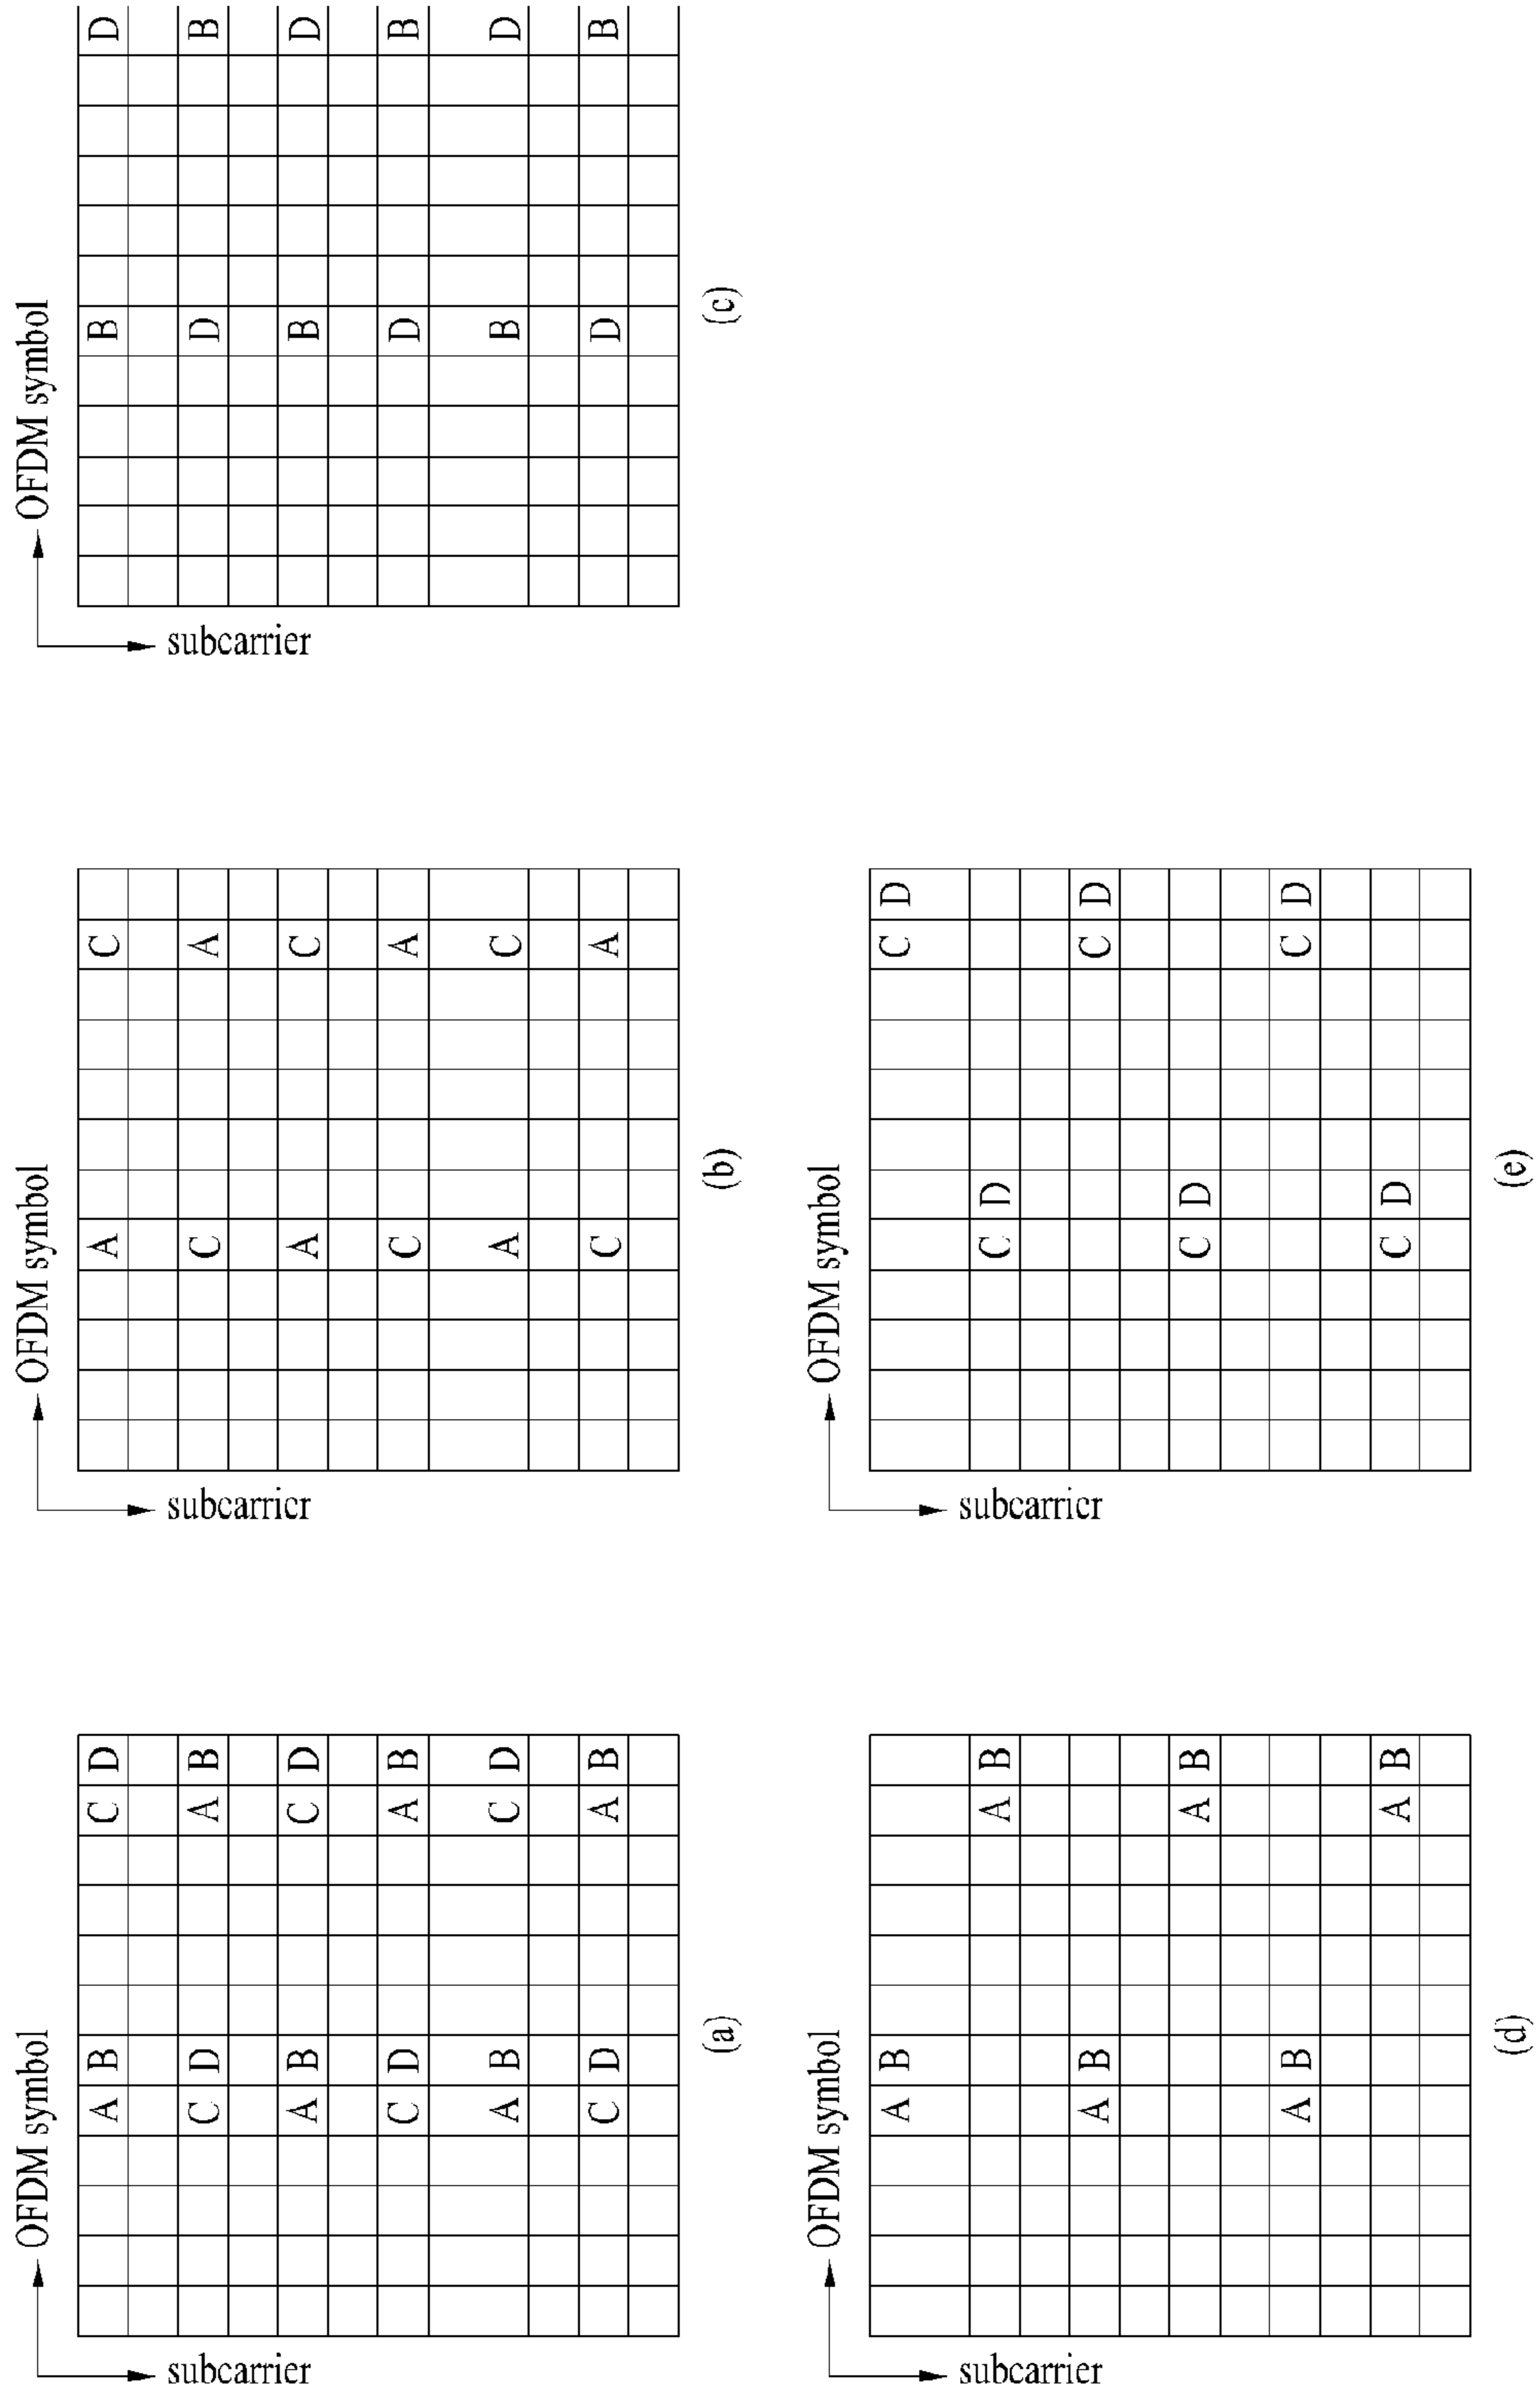 OFDM symbol
subcarrier
A B C D
C D A B
A B C D
C D A B
A B C D
C D A B
(a)
OFDM symbol
subcarrier
A C
C A
A C
C A
A C
C A
(b)
OFDM symbol
subcarrier
B D
D B
B D
D B
B D
D B
(c)
OFDM symbol
subcarrier
A B
A B
A B
A B
A B
A B
(d)
OFDM symbol
subcarrier
C D
C D
C D
C D
C D
C D
(e)